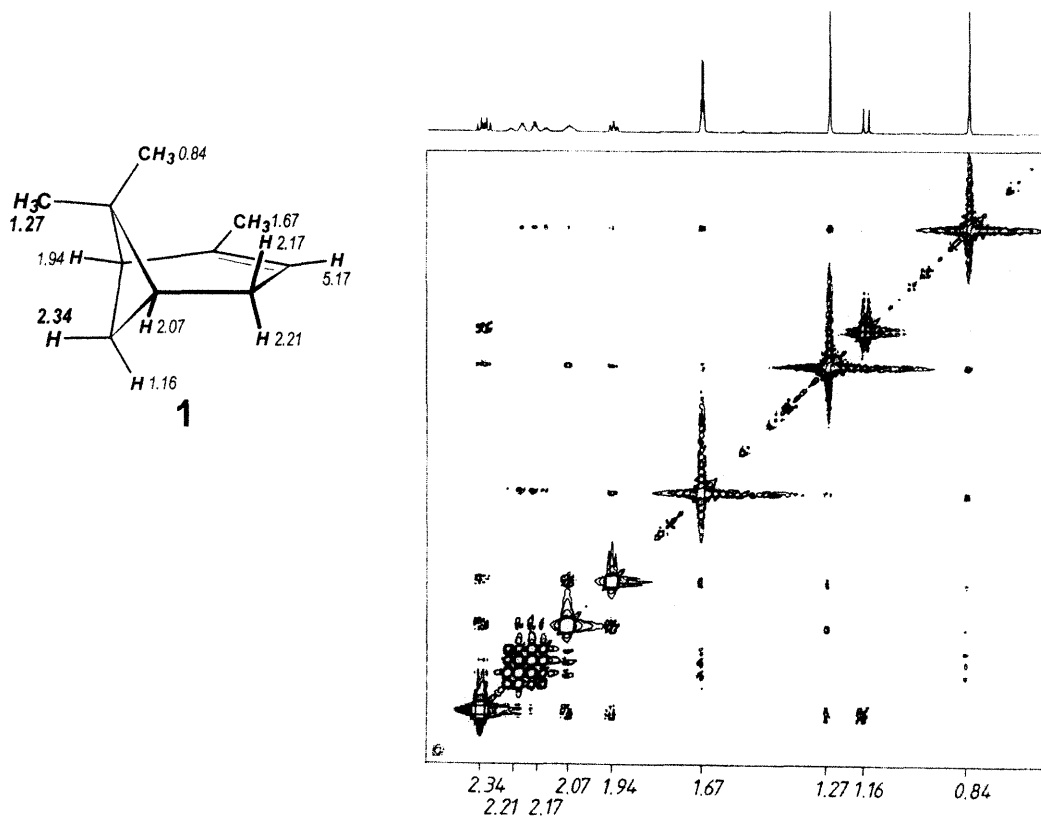 CH3 0.84
H3C
1.27
CH3 1.67
H 2.17
1.94 H
H
5.17
2.34
H
H 2.07
H
2.21
H 1.16
1
2.34 2.07 1.94 1.67 1.27 1.16 0.84
2.21
2.17